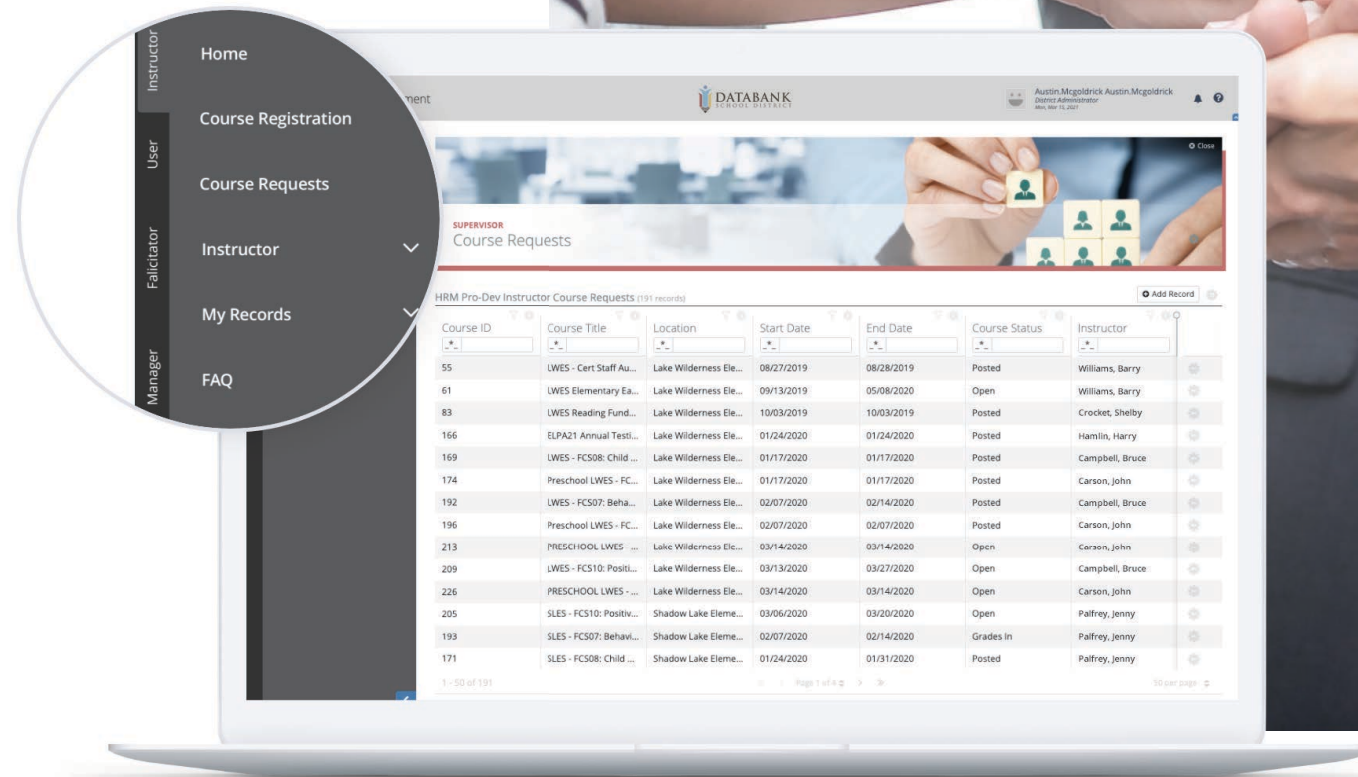 Instructor
User
Falicitator
Manager
Home
Course Registration
Course Requests
Instructor
My Records
FAQ
ment
DATABANK
SCHOOL DISTRICT
Austin.Mcgoldrick Austin.Mcgoldrick
District Administrator
Mon, Mar 15, 2021
Close
SUPERVISOR
Course Requests
HRM Pro-Dev Instructor Course Requests (191 records)
Add Record
Course ID Course Title Location Start Date End Date Course Status Instructor
_*_ _*_ _*_ _*_ _*_ _*_ _*_
55 LWES - Cert Staff Au... Lake Wilderness Ele... 08/27/2019 08/28/2019 Posted Williams, Barry
61 LWES Elementary Ea... Lake Wilderness Ele... 09/13/2019 05/08/2020 Open Williams, Barry
83 LWES Reading Fund... Lake Wilderness Ele... 10/03/2019 10/03/2019 Posted Crocket, Shelby
166 ELPA21 Annual Testi... Lake Wilderness Ele... 01/24/2020 01/24/2020 Posted Hamlin, Harry
169 LWES - FCS08: Child ... Lake Wilderness Ele... 01/17/2020 01/17/2020 Posted Campbell, Bruce
174 Preschool LWES - FC... Lake Wilderness Ele... 01/17/2020 01/17/2020 Posted Carson, John
192 LWES - FCS07: Beha... Lake Wilderness Ele... 02/07/2020 02/14/2020 Posted Campbell, Bruce
196 Preschool LWES - FC... Lake Wilderness Ele... 02/07/2020 02/07/2020 Posted Carson, John
213 PRESCHOOL LWES - ... Lake Wilderness Ele... 03/14/2020 03/14/2020 Open Carson, John
209 LWES - FCS10: Positi... Lake Wilderness Ele... 03/13/2020 03/27/2020 Open Campbell, Bruce
226 PRESCHOOL LWES - ... Lake Wilderness Ele... 03/14/2020 03/14/2020 Open Carson, John
205 SLES - FCS10: Positiv... Shadow Lake Eleme... 03/06/2020 03/20/2020 Open Palfrey, Jenny
193 SLES - FCS07: Behavi... Shadow Lake Eleme... 02/07/2020 02/14/2020 Grades In Palfrey, Jenny
171 SLES - FCS08: Child ... Shadow Lake Eleme... 01/24/2020 01/31/2020 Posted Palfrey, Jenny
1 - 50 of 191 Page 1 of 4 50 per page